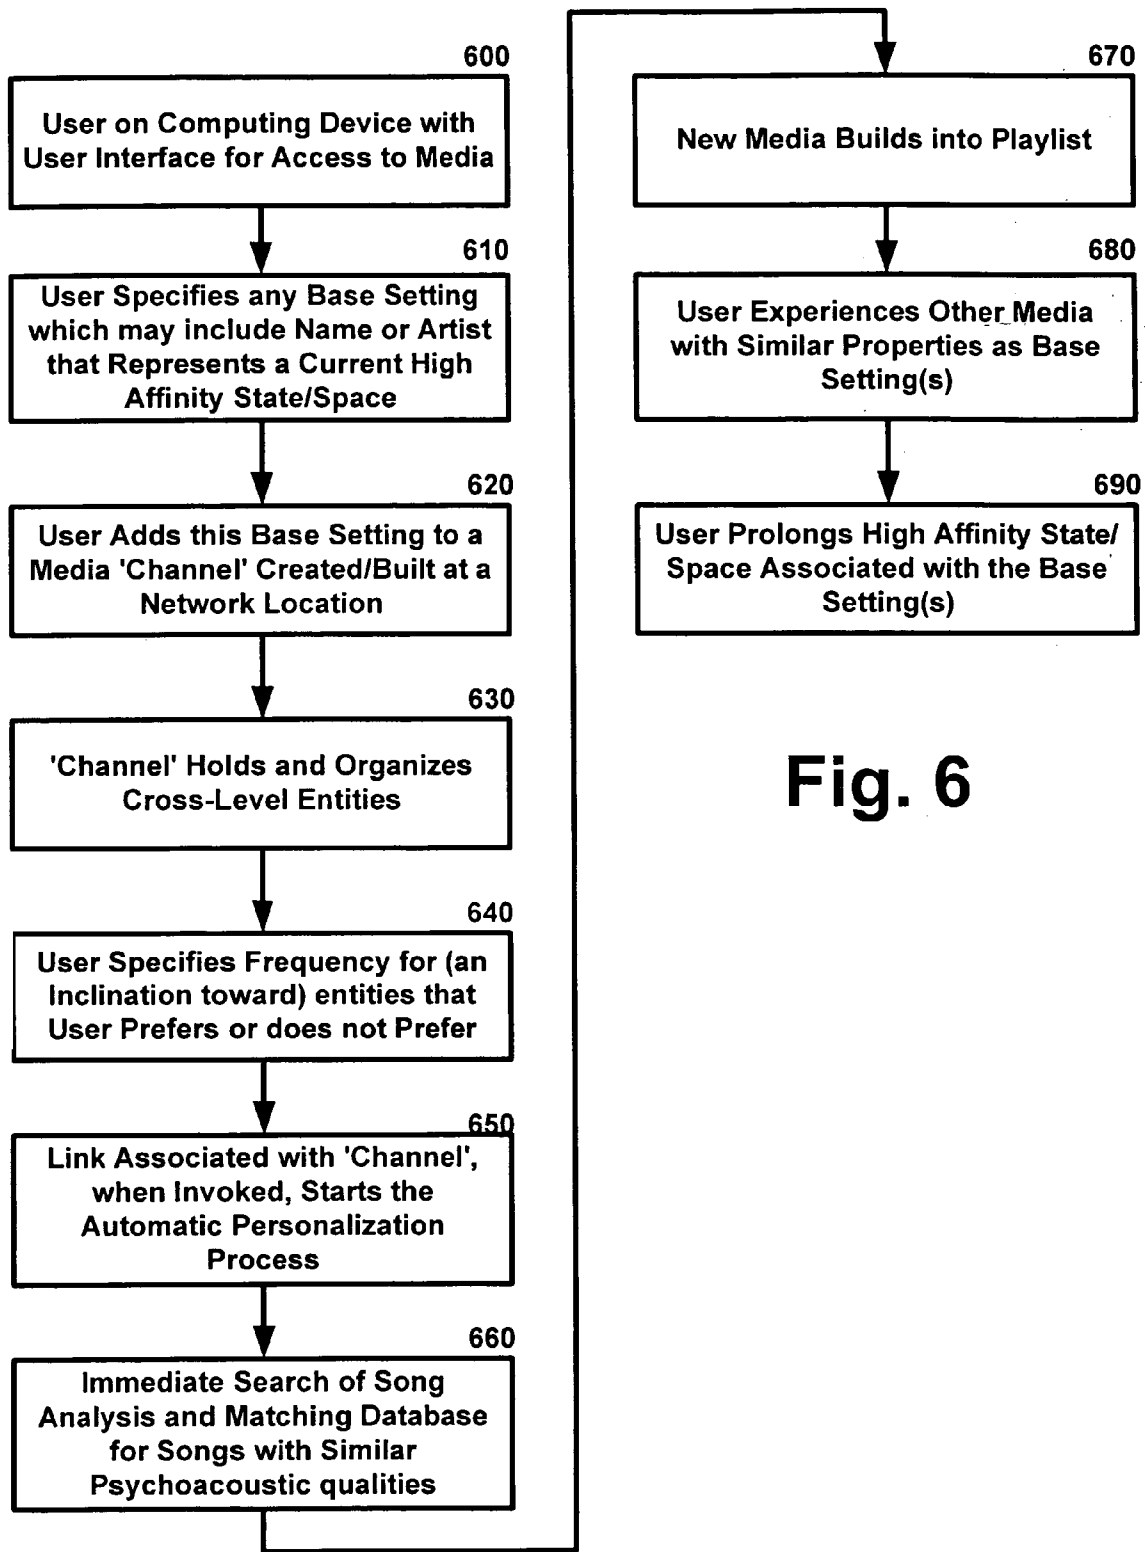 600
User on Computing Device with
User Interface for Access to Media
610
User Specifies any Base Setting
which may include Name or Artist
that Represents a Current High
Affinity State/Space
620
User Adds this Base Setting to a
Media 'Channel' Created/Built at a
Network Location
630
'Channel' Holds and Organizes
Cross-Level Entities
640
User Specifies Frequency for (an
Inclination toward) entities that
User Prefers or does not Prefer
650
Link Associated with 'Channel',
when Invoked, Starts the
Automatic Personalization
Process
660
Immediate Search of Song
Analysis and Matching Database
for Songs with Similar
Psychoacoustic qualities
670
New Media Builds into Playlist
680
User Experiences Other Media
with Similar Properties as Base
Setting(s)
690
User Prolongs High Affinity State/
Space Associated with the Base
Setting(s)
Fig. 6